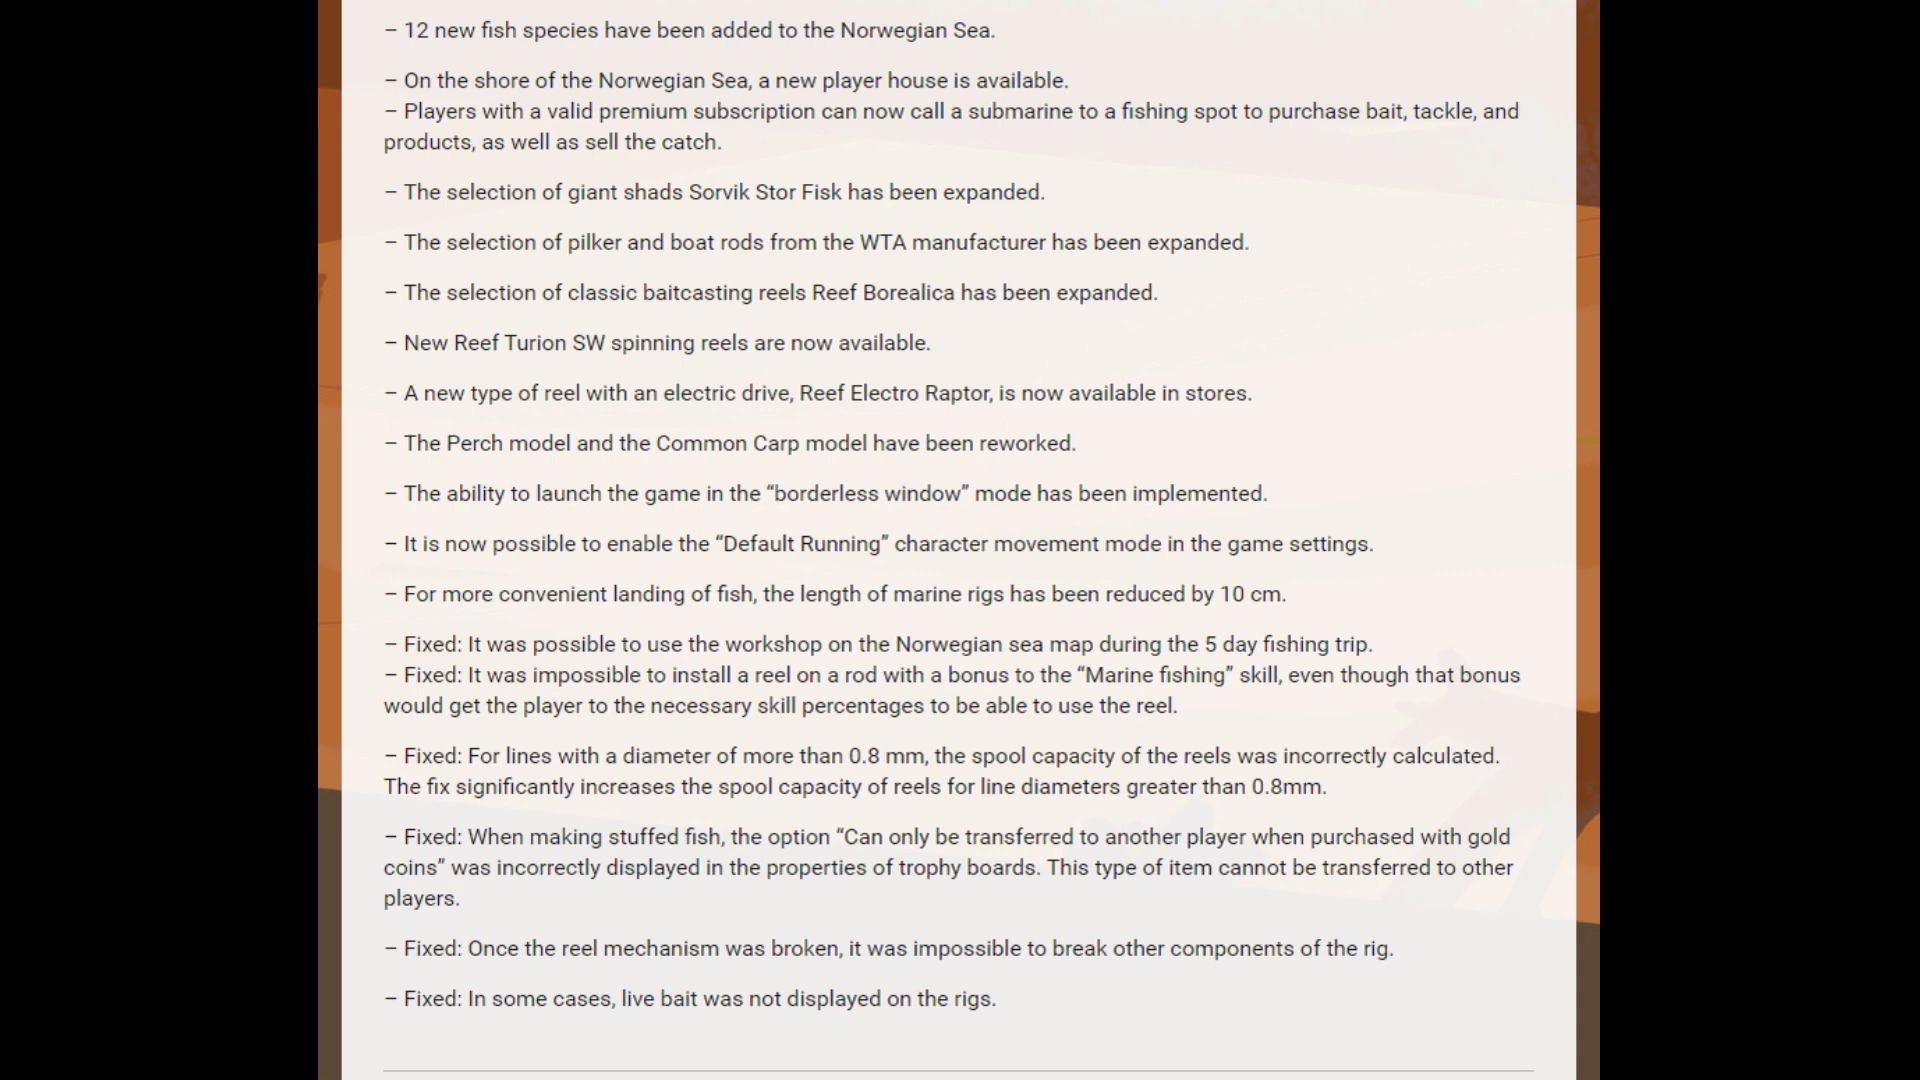 – 12 new fish species have been added to the Norwegian Sea.
– On the shore of the Norwegian Sea, a new player house is available.
– Players with a valid premium subscription can now call a submarine to a fishing spot to purchase bait, tackle, and
products, as well as sell the catch.
– The selection of giant shads Sorvik Stor Fisk has been expanded.
– The selection of pilker and boat rods from the WTA manufacturer has been expanded.
– The selection of classic baitcasting reels Reef Borealica has been expanded.
– New Reef Turion SW spinning reels are now available.
– A new type of reel with an electric drive, Reef Electro Raptor, is now available in stores.
– The Perch model and the Common Carp model have been reworked.
– The ability to launch the game in the “borderless window” mode has been implemented.
– It is now possible to enable the “Default Running” character movement mode in the game settings.
– For more convenient landing of fish, the length of marine rigs has been reduced by 10 cm.
– Fixed: It was possible to use the workshop on the Norwegian sea map during the 5 day fishing trip.
– Fixed: It was impossible to install a reel on a rod with a bonus to the “Marine fishing” skill, even though that bonus
would get the player to the necessary skill percentages to be able to use the reel.
– Fixed: For lines with a diameter of more than 0.8 mm, the spool capacity of the reels was incorrectly calculated.
The fix significantly increases the spool capacity of reels for line diameters greater than 0.8mm.
– Fixed: When making stuffed fish, the option “Can only be transferred to another player when purchased with gold
coins” was incorrectly displayed in the properties of trophy boards. This type of item cannot be transferred to other
players.
– Fixed: Once the reel mechanism was broken, it was impossible to break other components of the rig.
– Fixed: In some cases, live bait was not displayed on the rigs.